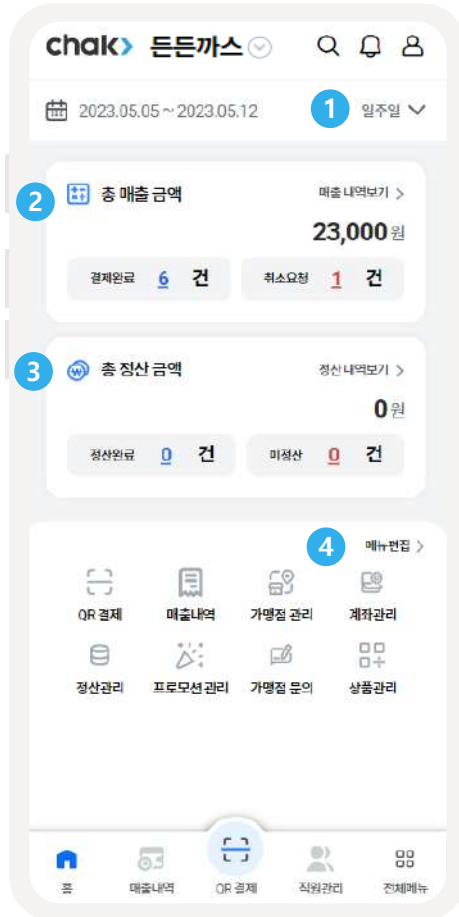 chak> 든든까스
2023.05.05 ~ 2023.05.12 1 일주일
2 총 매출 금액 매출 내역보기 >
23,000 원
결제완료 6 건 취소요청 1 건
3 총 정산 금액 정산 내역보기 >
0 원
정산완료 0 건 미정산 0 건
4 메뉴편집 >
QR 결제 매출내역 가맹점 관리 계좌관리
정산관리 프로모션 관리 가맹점 문의 상품관리
홈 매출내역 QR 결제 직원관리 전체메뉴